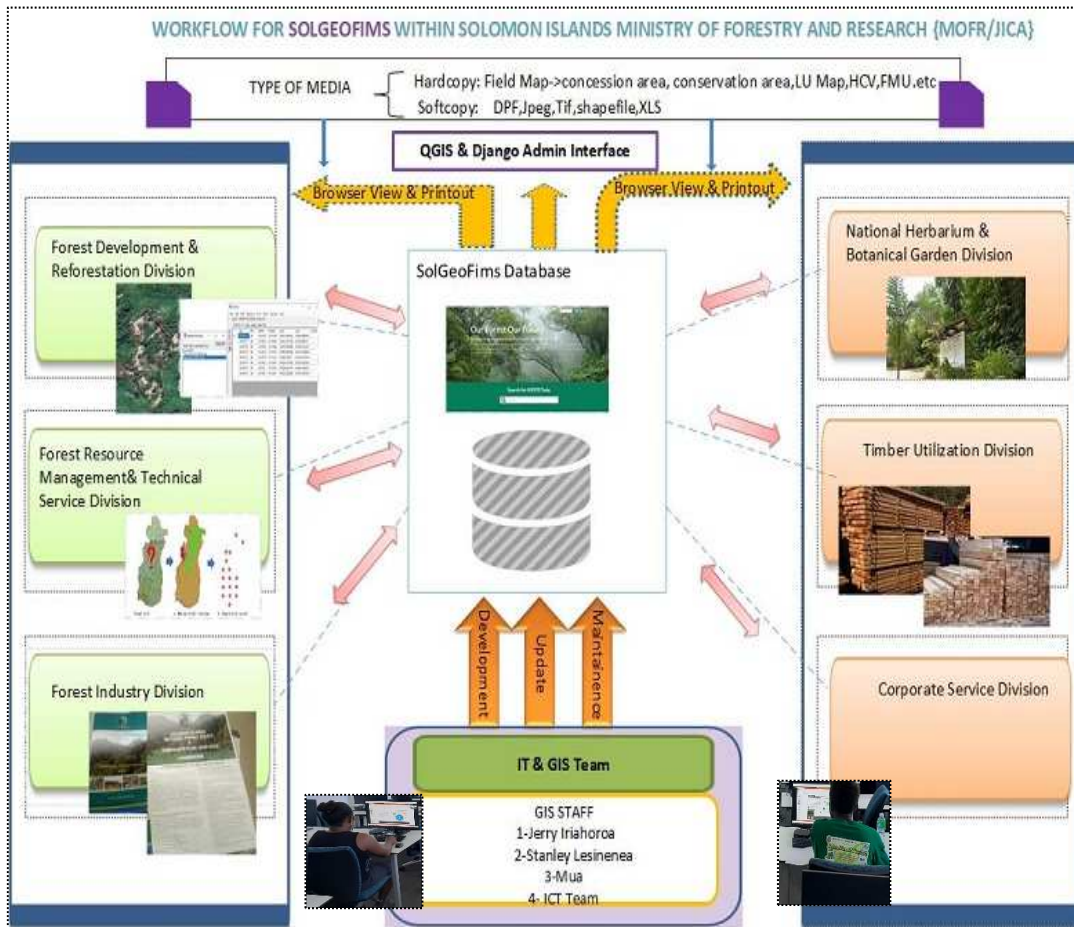 WORKFLOW FOR SOLGEOFIMS WITHIN SOLOMON ISLANDS MINISTRY OF FORESTRY AND RESEARCH {MOFR/JICA}
TYPE OF MEDIA
Hardcopy: Field Map->concession area, conservation area,LU Map,HCV,FMU.etc
Softcopy: DPF,Jpeg,Tif,shapefile,XLS
QGIS & Django Admin Interface
Browser View & Printout
Browser View & Printout
Forest Development &
Reforestation Division
Forest Resource
Management& Technical
Service Division
Forest Industry Division
SolGeoFims Database
Our Forest Our
National Herbarium &
Botanical Garden Division
Timber Utilization Division
Corporate Service Division
Development
Update
Maintainence
IT & GIS Team
GIS STAFF
1-Jerry Iriahoroa
2-Stanley Lesinenea
3-Mua
4- ICT Team